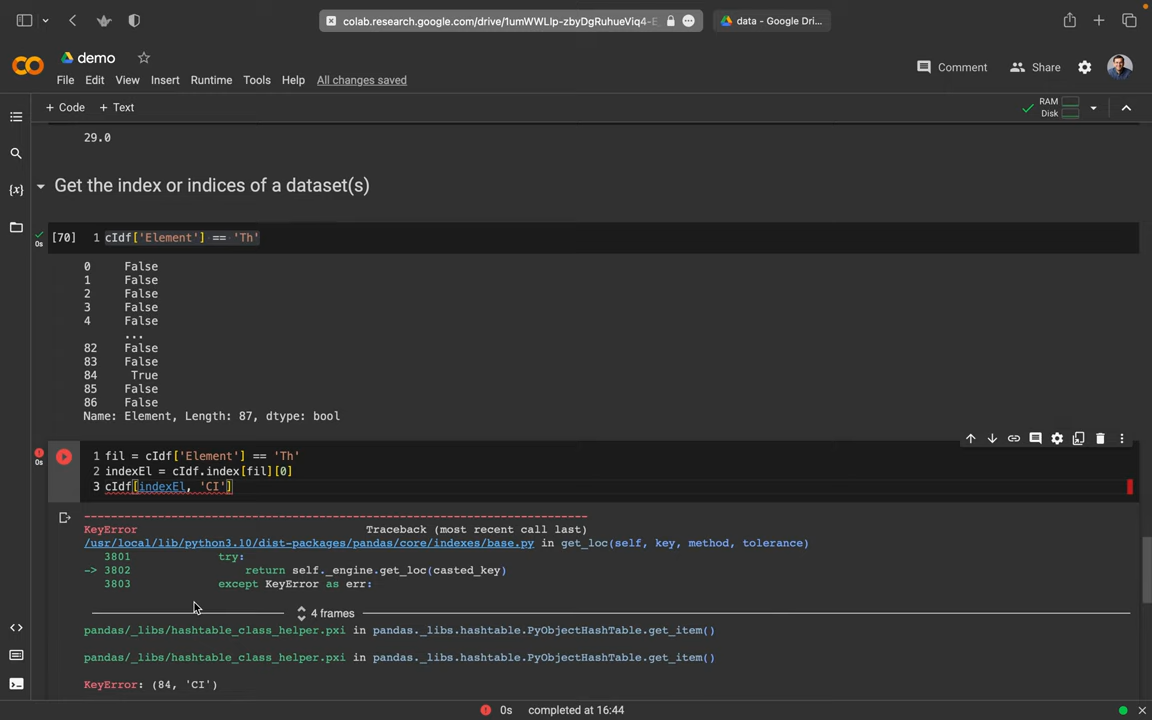 colab.research.google.com/drive/1umWWLIp-zbyDgRuhueViq4-E
data - Google Dri...
demo
File Edit View Insert Runtime Tools Help All changes saved
Comment Share
+ Code + Text
RAM
Disk
29.0
Get the index or indices of a dataset(s)
[70] 1 cIdf['Element'] == 'Th'
0s
0 False
1 False
2 False
3 False
4 False
...
82 False
83 False
84 True
85 False
86 False
Name: Element, Length: 87, dtype: bool
1 fil = cIdf['Element'] == 'Th'
0s
2 indexEl = cIdf.index[fil][0]
3 cIdf[indexEl, 'CI']
---------------------------------------------------------------------------
KeyError Traceback (most recent call last)
/usr/local/lib/python3.10/dist-packages/pandas/core/indexes/base.py in get_loc(self, key, method, tolerance)
3801 try:
-> 3802 return self._engine.get_loc(casted_key)
3803 except KeyError as err:
4 frames
pandas/_libs/hashtable_class_helper.pxi in pandas._libs.hashtable.PyObjectHashTable.get_item()
pandas/_libs/hashtable_class_helper.pxi in pandas._libs.hashtable.PyObjectHashTable.get_item()
KeyError: (84, 'CI')
0s completed at 16:44